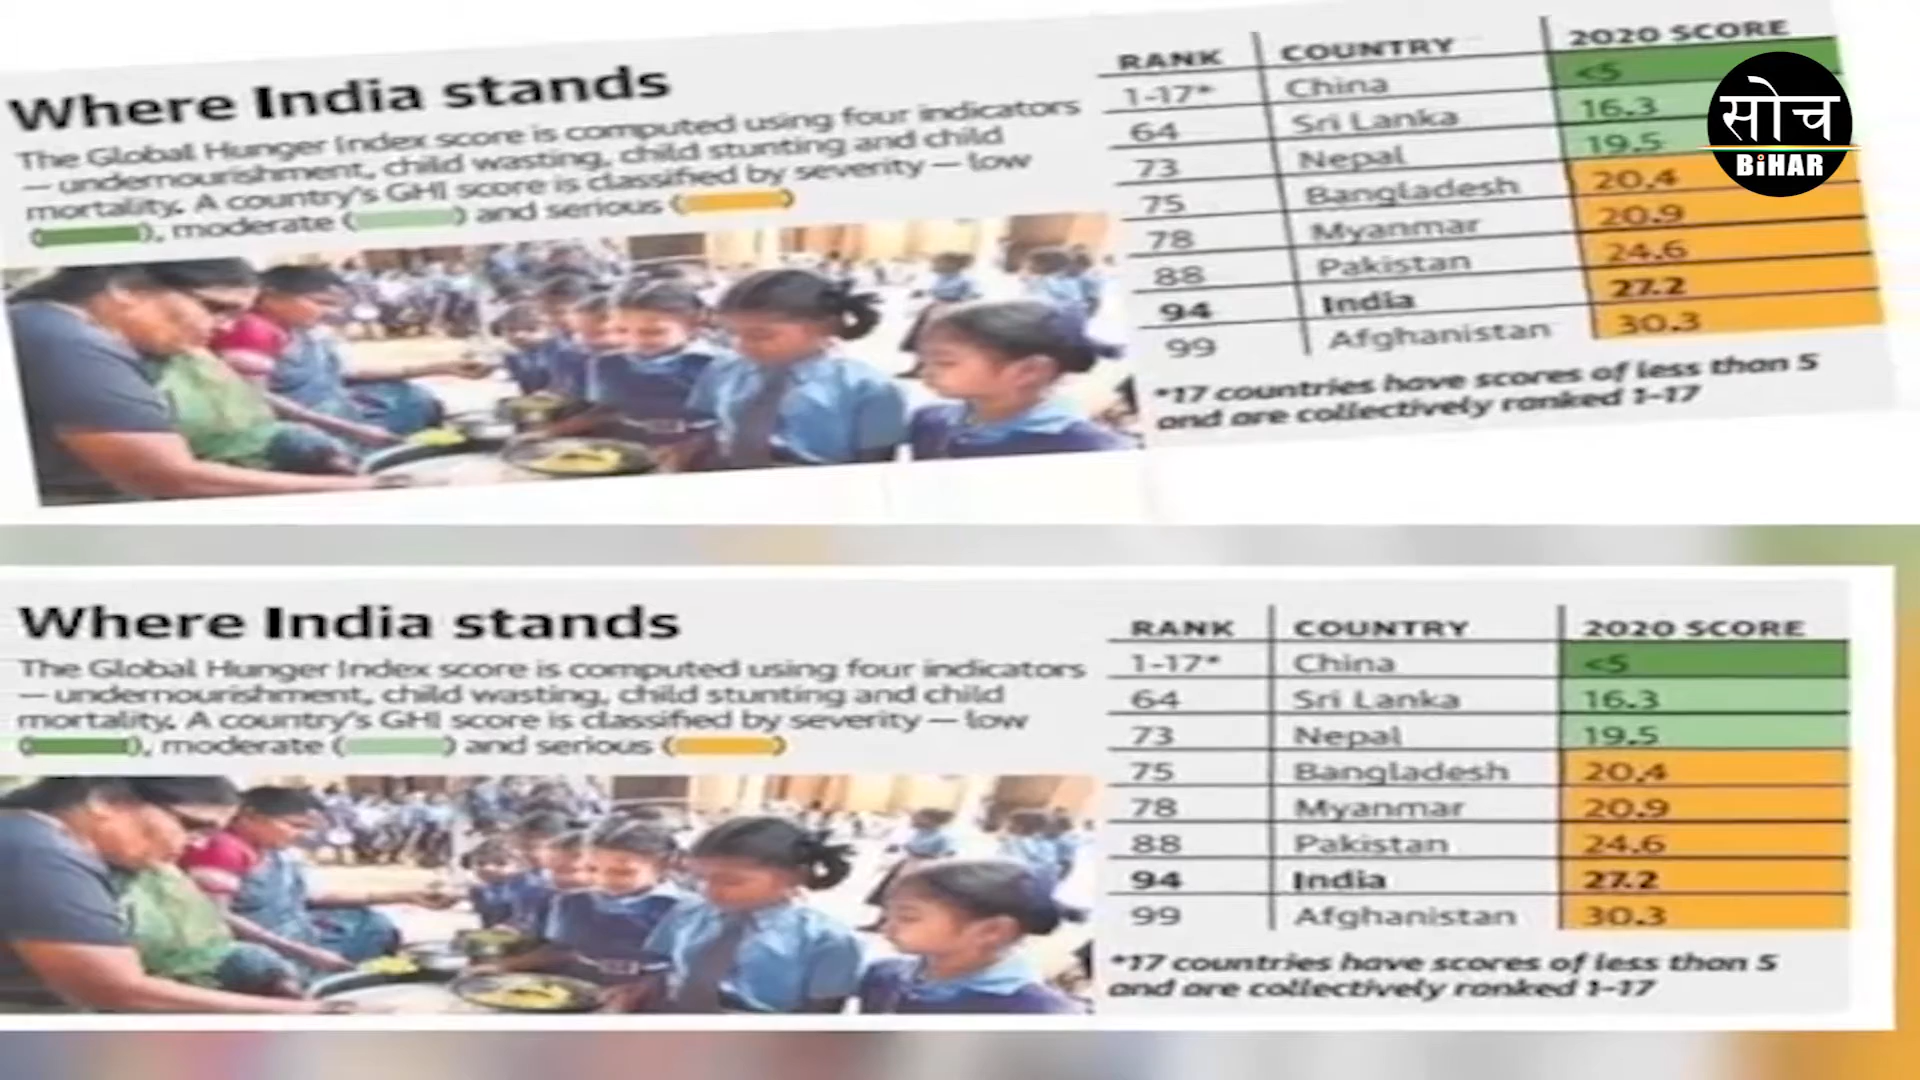 Where India stands
The Global Hunger Index score is computed using four indicators
— undernourishment, child wasting, child stunting and child
mortality. A country's GHI score is classified by severity — low
(), moderate () and serious ()
RANK COUNTRY 2020 SCORE
1-17* China <5
64 Sri Lanka 16.3
73 Nepal 19.5
75 Bangladesh 20.4
78 Myanmar 20.9
88 Pakistan 24.6
94 India 27.2
99 Afghanistan 30.3
*17 countries have scores of less than 5
and are collectively ranked 1-17
सोच
BiHAR
Where India stands
The Global Hunger Index score is computed using four indicators
— undernourishment, child wasting, child stunting and child
mortality. A country's GHI score is classified by severity — low
(), moderate () and serious ()
RANK COUNTRY 2020 SCORE
1-17* China <5
64 Sri Lanka 16.3
73 Nepal 19.5
75 Bangladesh 20.4
78 Myanmar 20.9
88 Pakistan 24.6
94 India 27.2
99 Afghanistan 30.3
*17 countries have scores of less than 5
and are collectively ranked 1-17